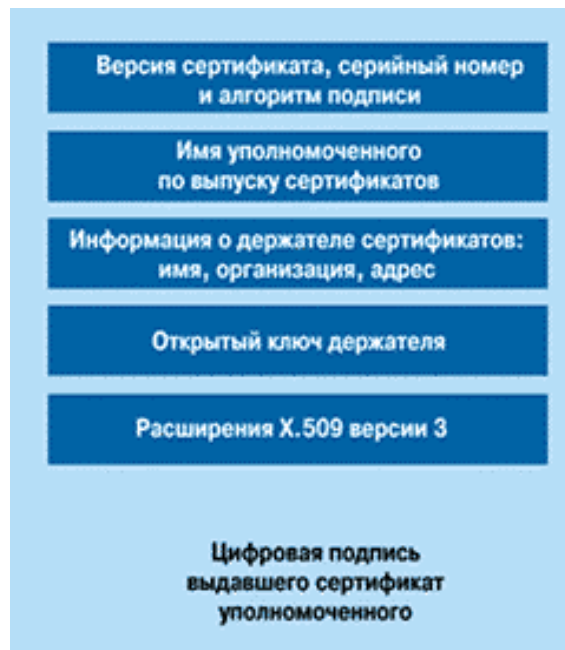 Версия сертификата, серийный номер
и алгоритм подписи
Имя уполномоченного
по выпуску сертификатов
Информация о держателе сертификатов:
имя, организация, адрес
Открытый ключ держателя
Расширения X.509 версии 3
Цифровая подпись
выдавшего сертификат
уполномоченного